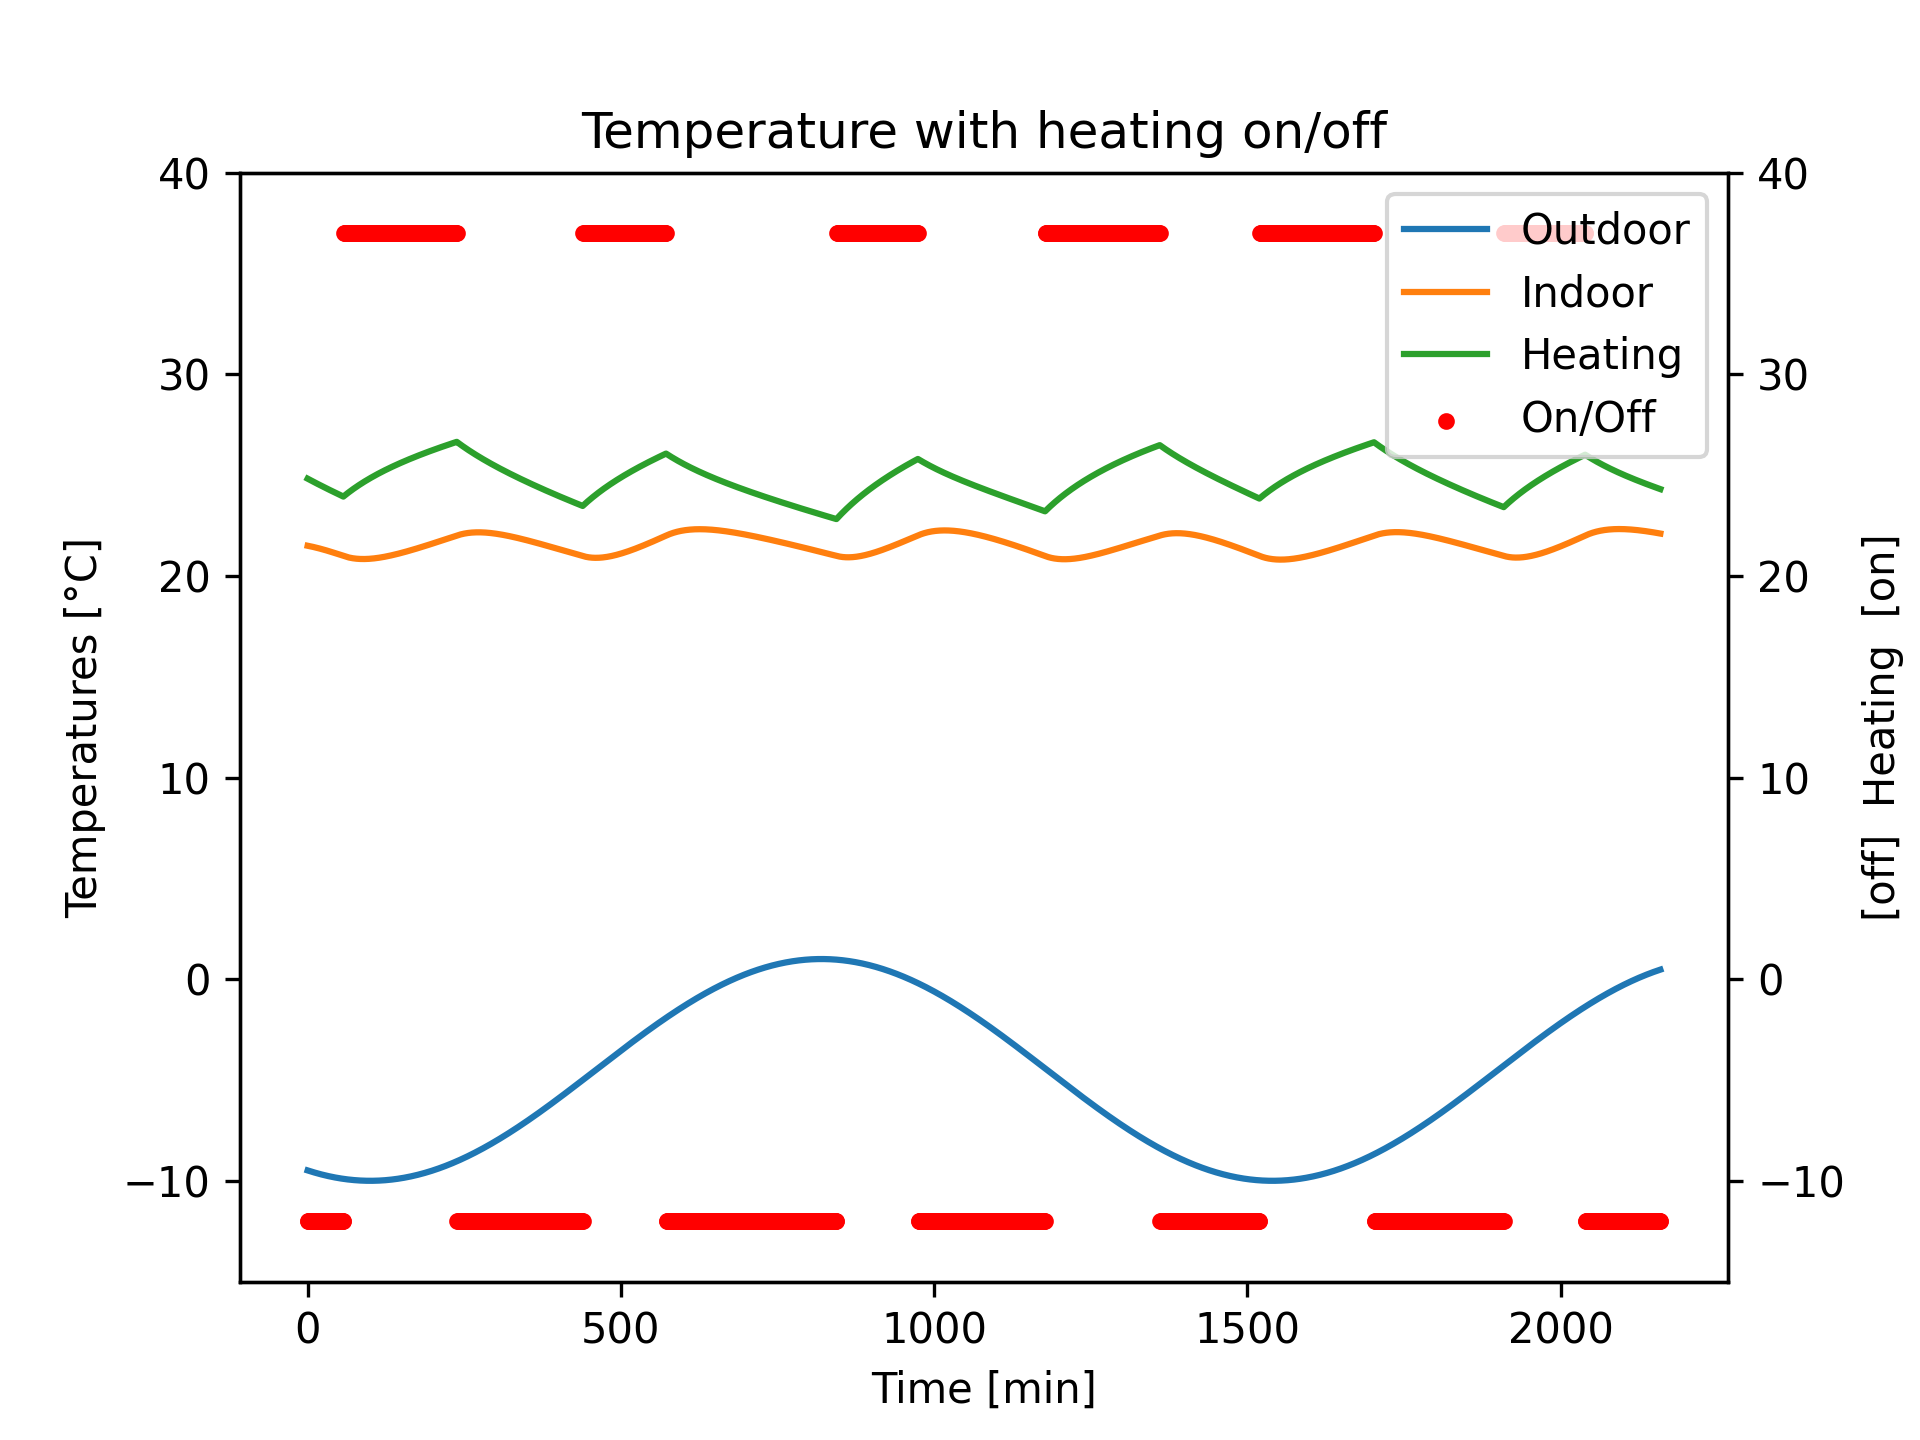 Temperature with heating on/off
40
30
20
10
0
−10
Temperatures [°C]
Outdoor
Indoor
Heating
On/Off
40
30
20
10
0
−10
[off]  Heating  [on]
0
500
1000
1500
2000
Time [min]